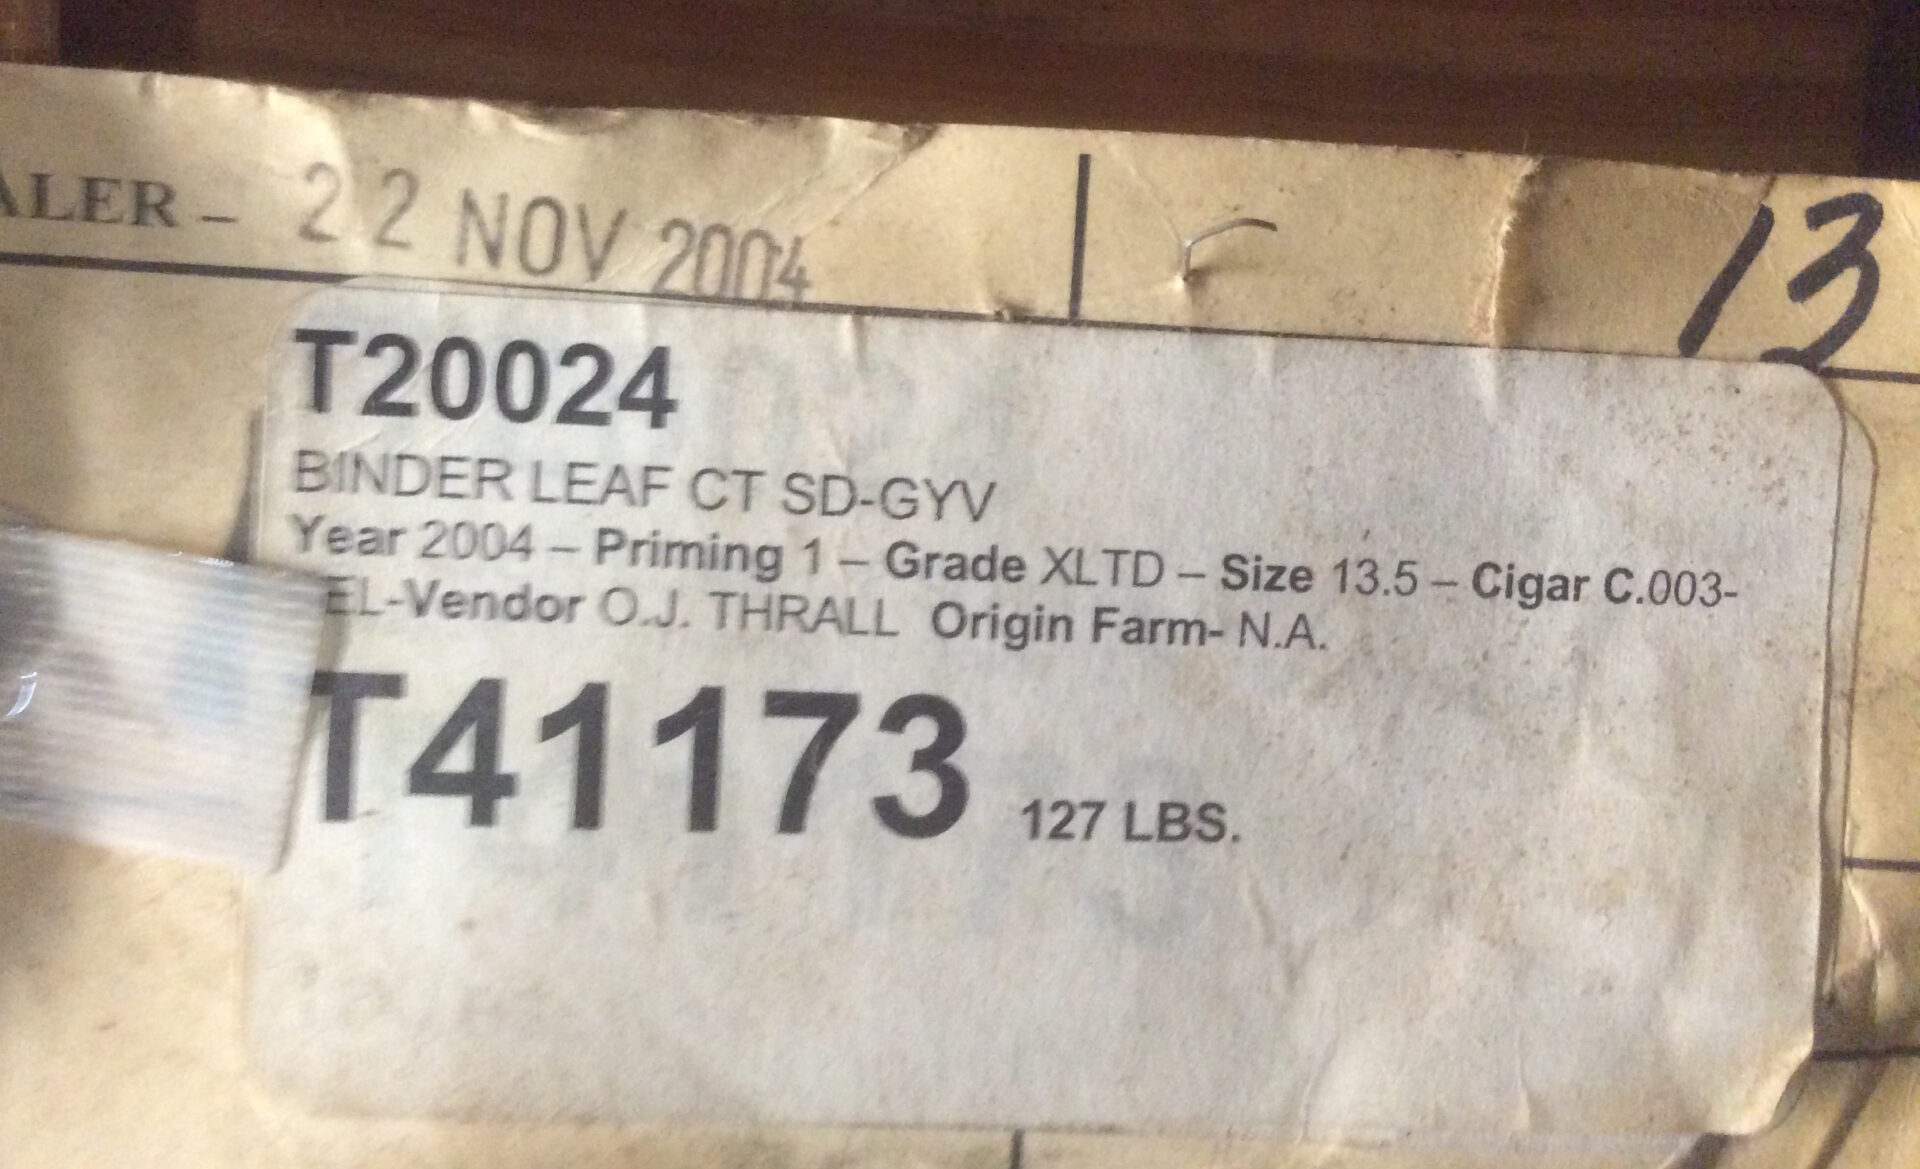 ALER – 22 NOV 2004
13
T20024
BINDER LEAF CT SD-GYV
Year 2004 – Priming 1 – Grade XLTD – Size 13.5 – Cigar C.003-
EL-Vendor O.J. THRALL Origin Farm- N.A.
T41173 127 LBS.